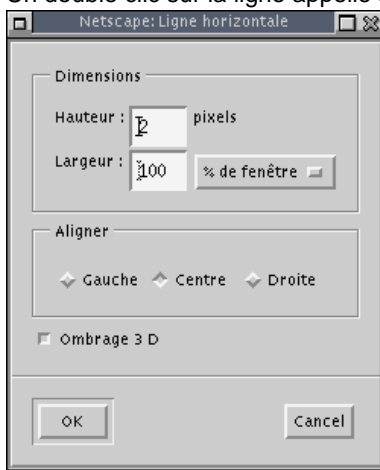 Un double clic sur la ligne appelle
Netscape: Ligne horizontale
Dimensions
Hauteur : 2 pixels
Largeur : 100 % de fenêtre
Aligner
Gauche Centre Droite
Ombrage 3 D
OK Cancel